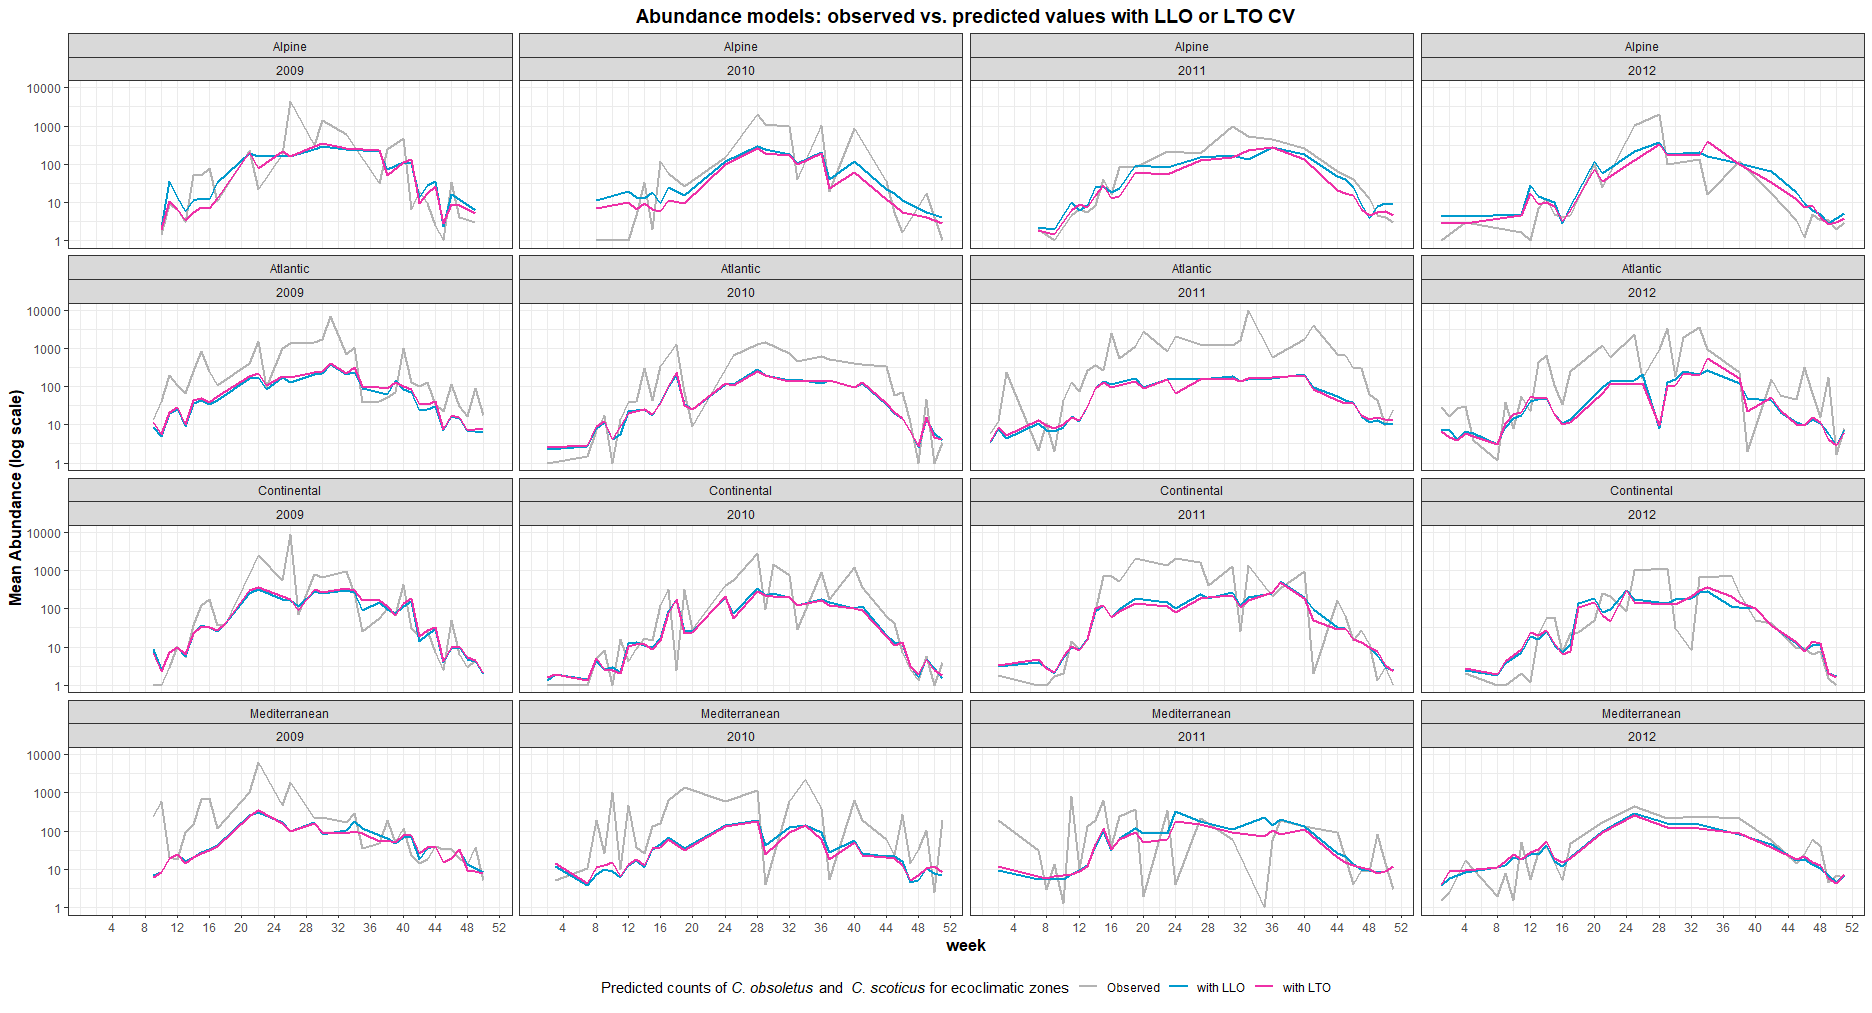 Abundance models: observed vs. predicted values with LLO or LTO CV
Alpine Alpine Alpine Alpine
2009 2010 2011 2012
10000
1000
100
10
1
Atlantic Atlantic Atlantic Atlantic
2009 2010 2011 2012
10000
1000
100
10
1
Continental Continental Continental Continental
2009 2010 2011 2012
10000
1000
100
10
1
Mediterranean Mediterranean Mediterranean Mediterranean
2009 2010 2011 2012
10000
1000
100
10
1
Mean Abundance (log scale)
4 8 12 16 20 24 28 32 36 40 44 48 52 4 8 12 16 20 24 28 32 36 40 44 48 52 4 8 12 16 20 24 28 32 36 40 44 48 52 4 8 12 16 20 24 28 32 36 40 44 48 52
week
Predicted counts of C. obsoletus and C. scoticus for ecoclimatic zones Observed with LLO with LTO